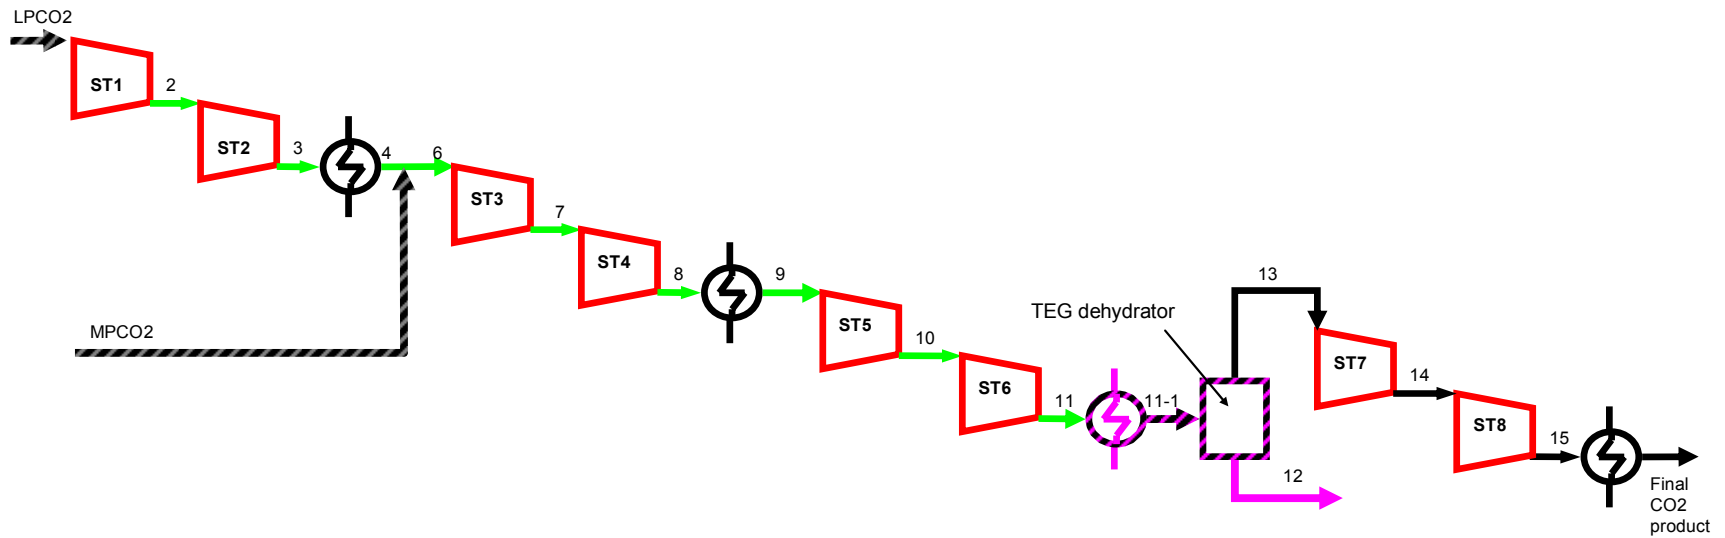 LPCO2
ST1
2
ST2
3
4
6
ST3
7
ST4
8
9
MPCO2
ST5
10
ST6
11
11-1
TEG dehydrator
13
12
ST7
14
ST8
15
Final
CO2
product